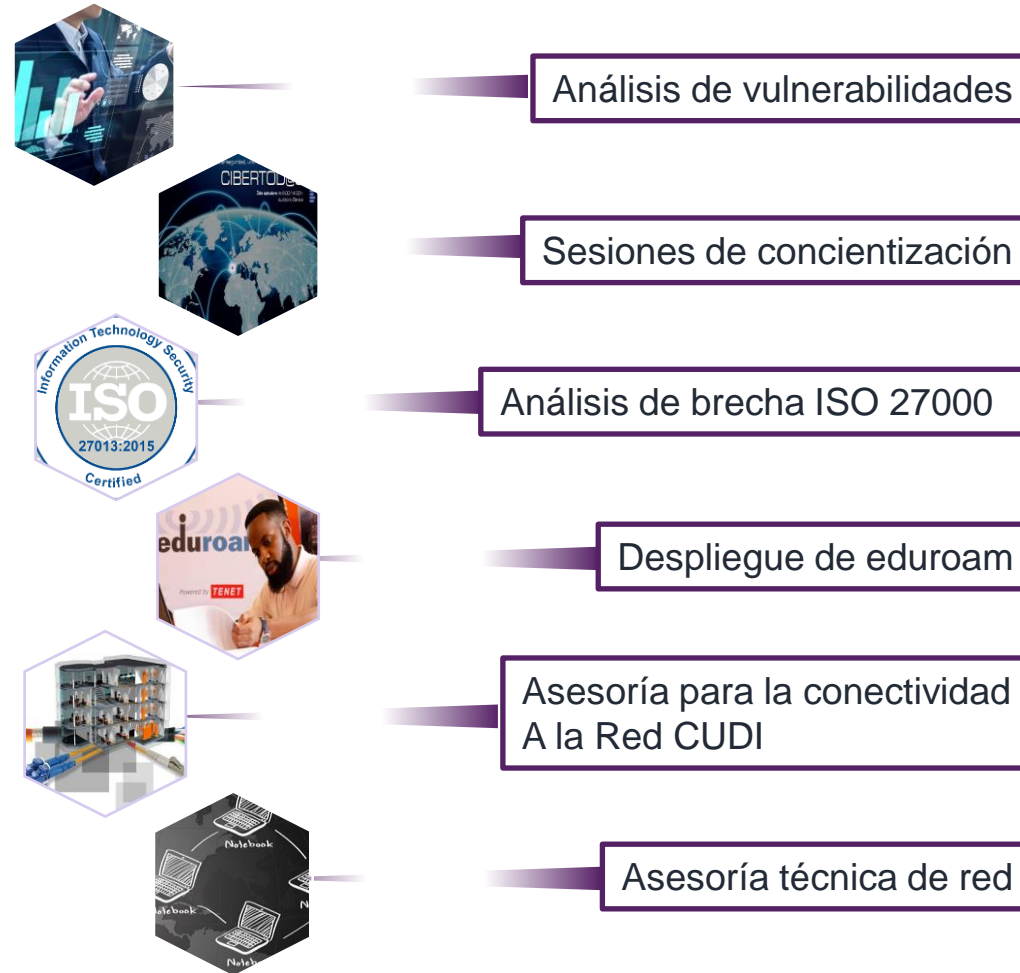 Análisis de vulnerabilidades
CIBERTOD@S
Sesiones de concientización
Information Technology Security
ISO
27013:2015
Certified
Análisis de brecha ISO 27000
eduroam
Powered by TENET
Despliegue de eduroam
Asesoría para la conectividad
A la Red CUDI
Notebook
Notebook
Notebook
Asesoría técnica de red